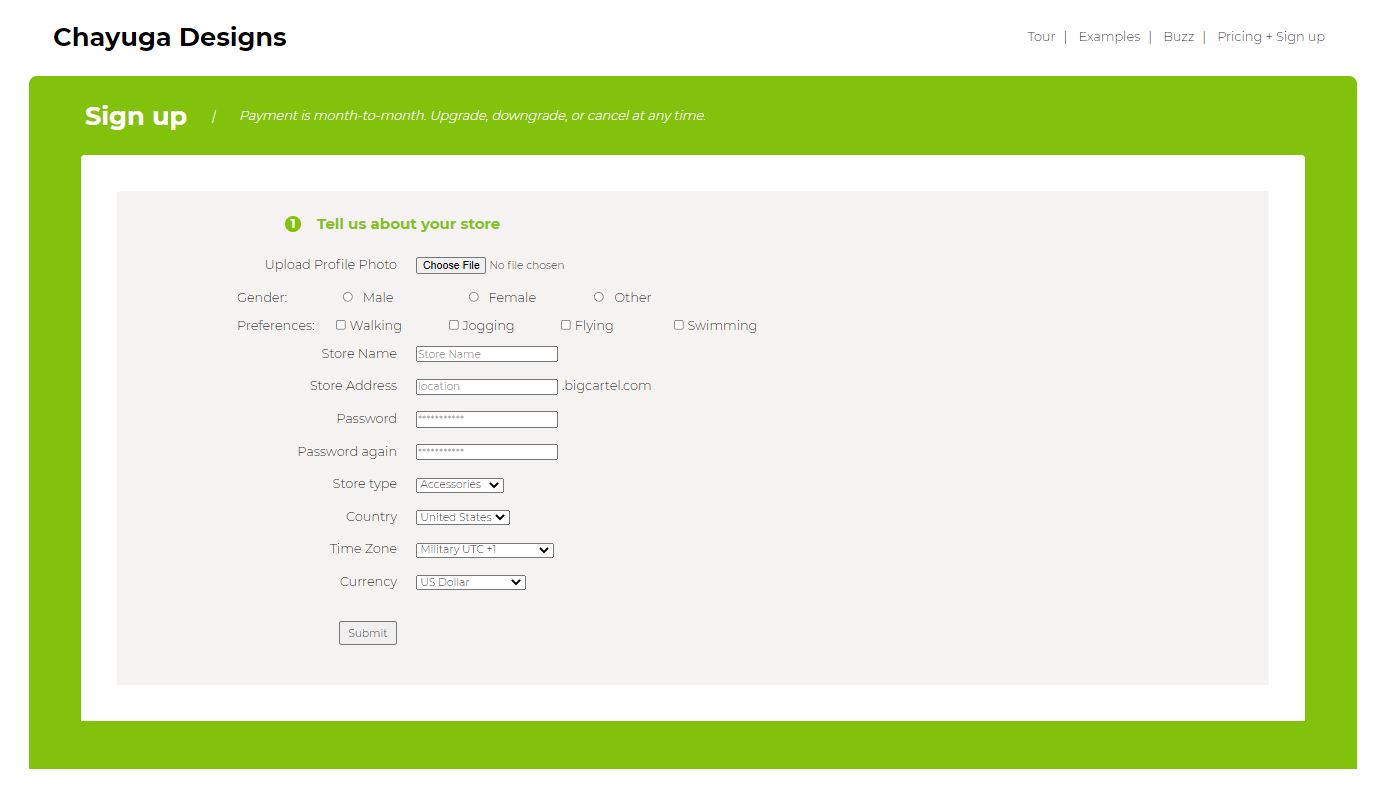 Chayuga Designs
Tour | Examples | Buzz | Pricing + Sign up
Sign up / Payment is month-to-month. Upgrade, downgrade, or cancel at any time.
1 Tell us about your store
Upload Profile Photo Choose File No file chosen
Gender: Male Female Other
Preferences: Walking Jogging Flying Swimming
Store Name Store Name
Store Address location .bigcartel.com
Password ***********
Password again ***********
Store type Accessories
Country United States
Time Zone Military UTC +1
Currency US Dollar
Submit